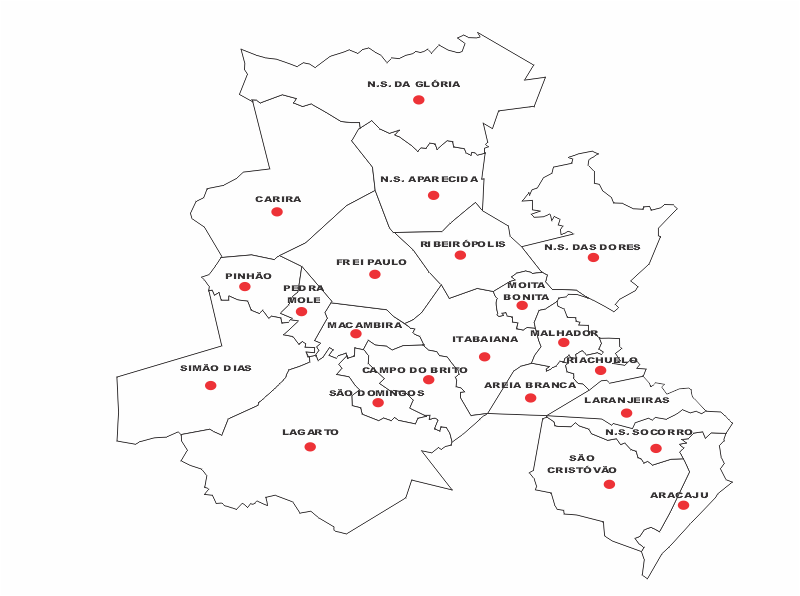 N.S. DA GLÓRIA
N.S. APARECIDA
CARIRA
RIBEIRÓPOLIS
N.S. DAS DORES
FREI PAULO
PINHÃO
PEDRA
MOLE
MOITA
BONITA
MACAMBIRA
MALHADOR
ITABAIANA
RIACHUELO
SIMÃO DIAS
CAMPO DO BRITO
AREIA BRANCA
SÃO DOMINGOS
LARANJEIRAS
LAGARTO
N.S. SOCORRO
SÃO
CRISTÓVÃO
ARACAJU